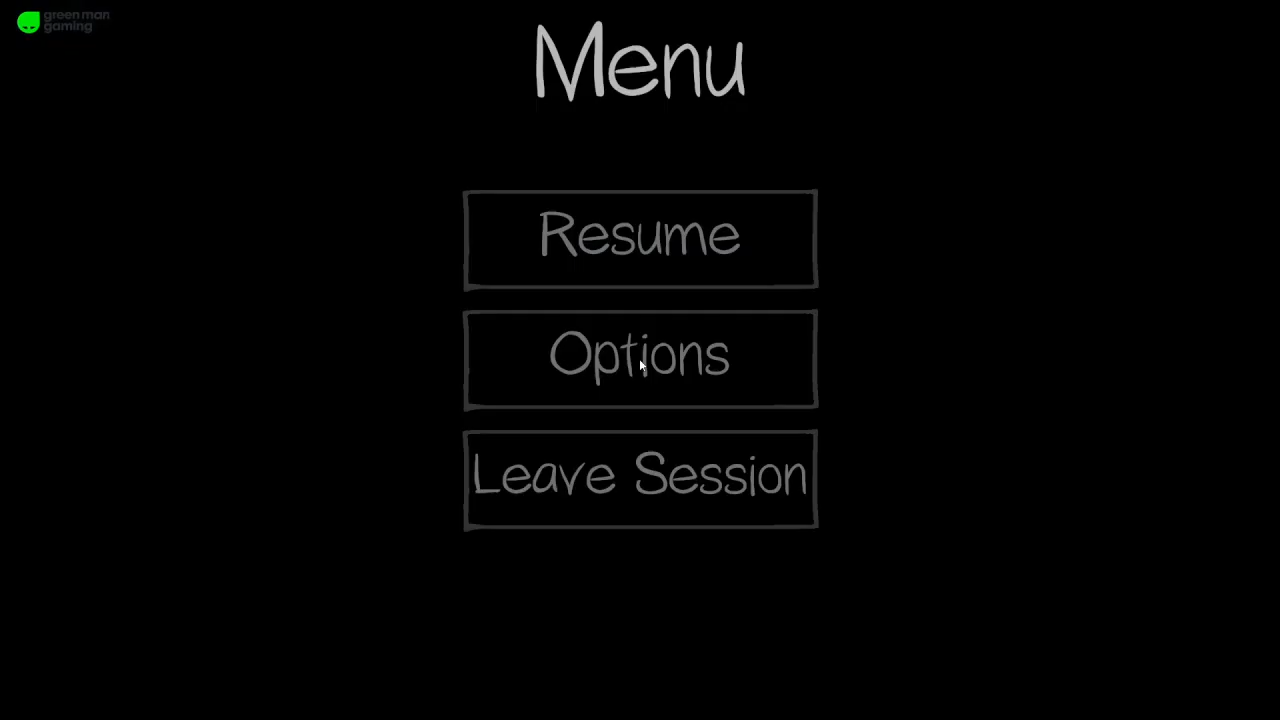 green man
gaming
Menu
Resume
Options
Leave Session